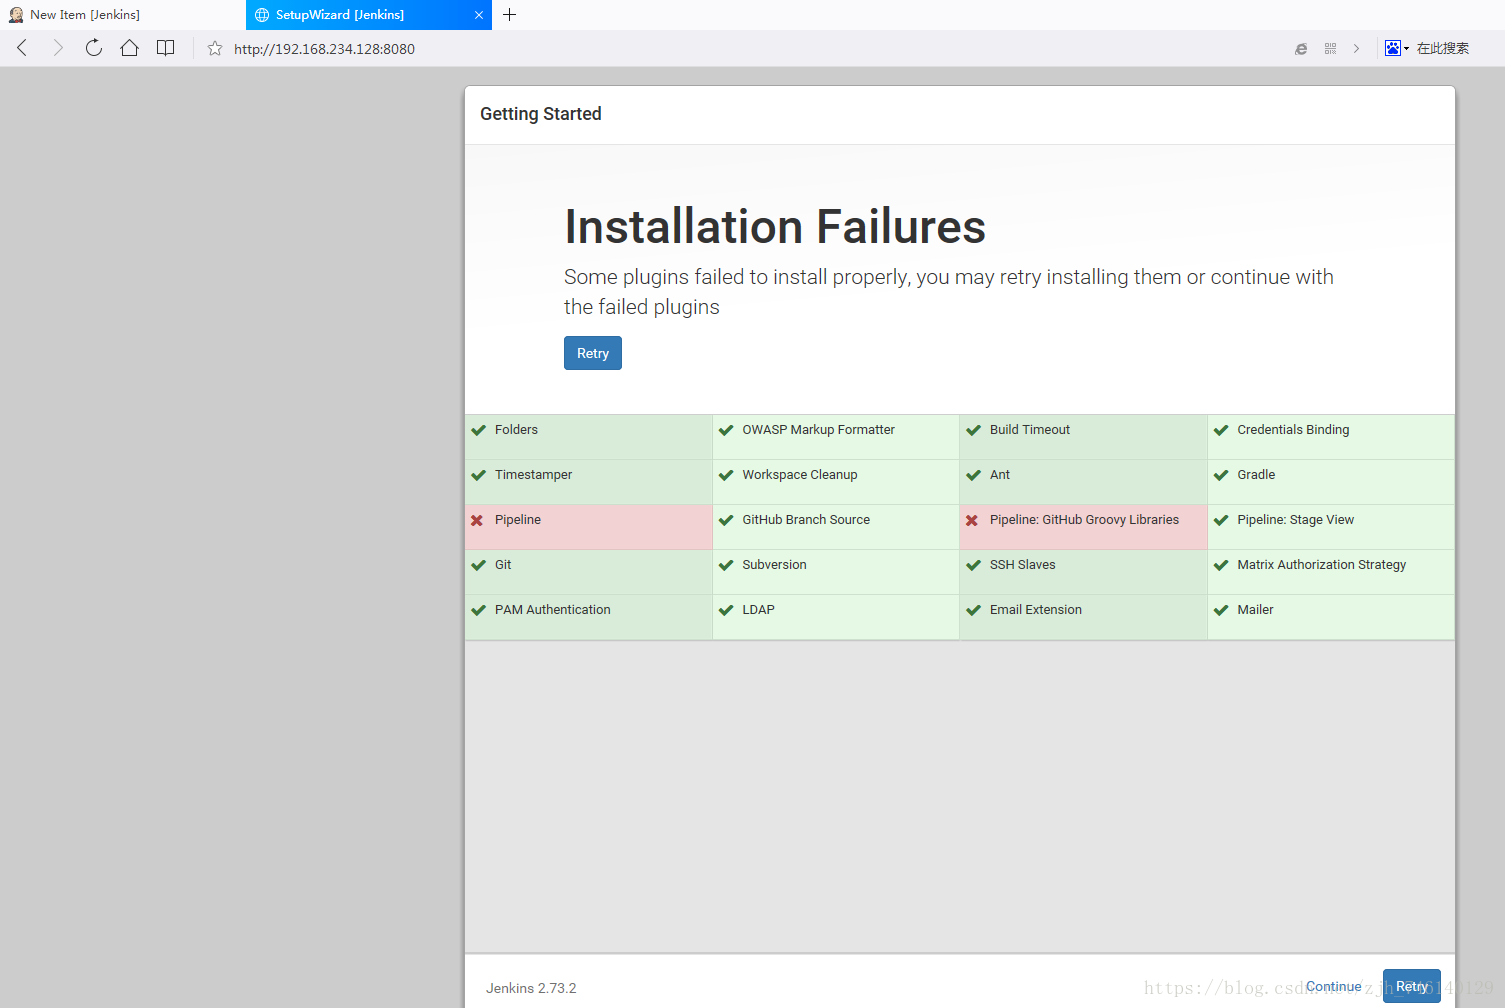 New Item [Jenkins]
SetupWizard [Jenkins]
http://192.168.234.128:8080
在此搜索
Getting Started
Installation Failures
Some plugins failed to install properly, you may retry installing them or continue with
the failed plugins
Retry
Folders
OWASP Markup Formatter
Build Timeout
Credentials Binding
Timestamper
Workspace Cleanup
Ant
Gradle
Pipeline
GitHub Branch Source
Pipeline: GitHub Groovy Libraries
Pipeline: Stage View
Git
Subversion
SSH Slaves
Matrix Authorization Strategy
PAM Authentication
LDAP
Email Extension
Mailer
Jenkins 2.73.2
Continue
Retry